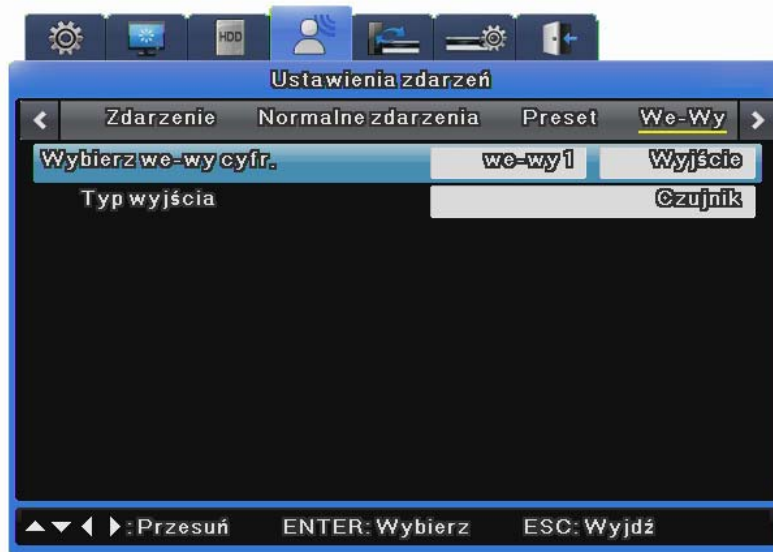 HDD
Ustawienia zdarzeń
Zdarzenie Normalne zdarzenia Preset We-Wy
Wybierz we-wy cyfr. we-wy 1 Wyjście
Typ wyjścia Czujnik
:Przesuń ENTER:Wybierz ESC:Wyjdź